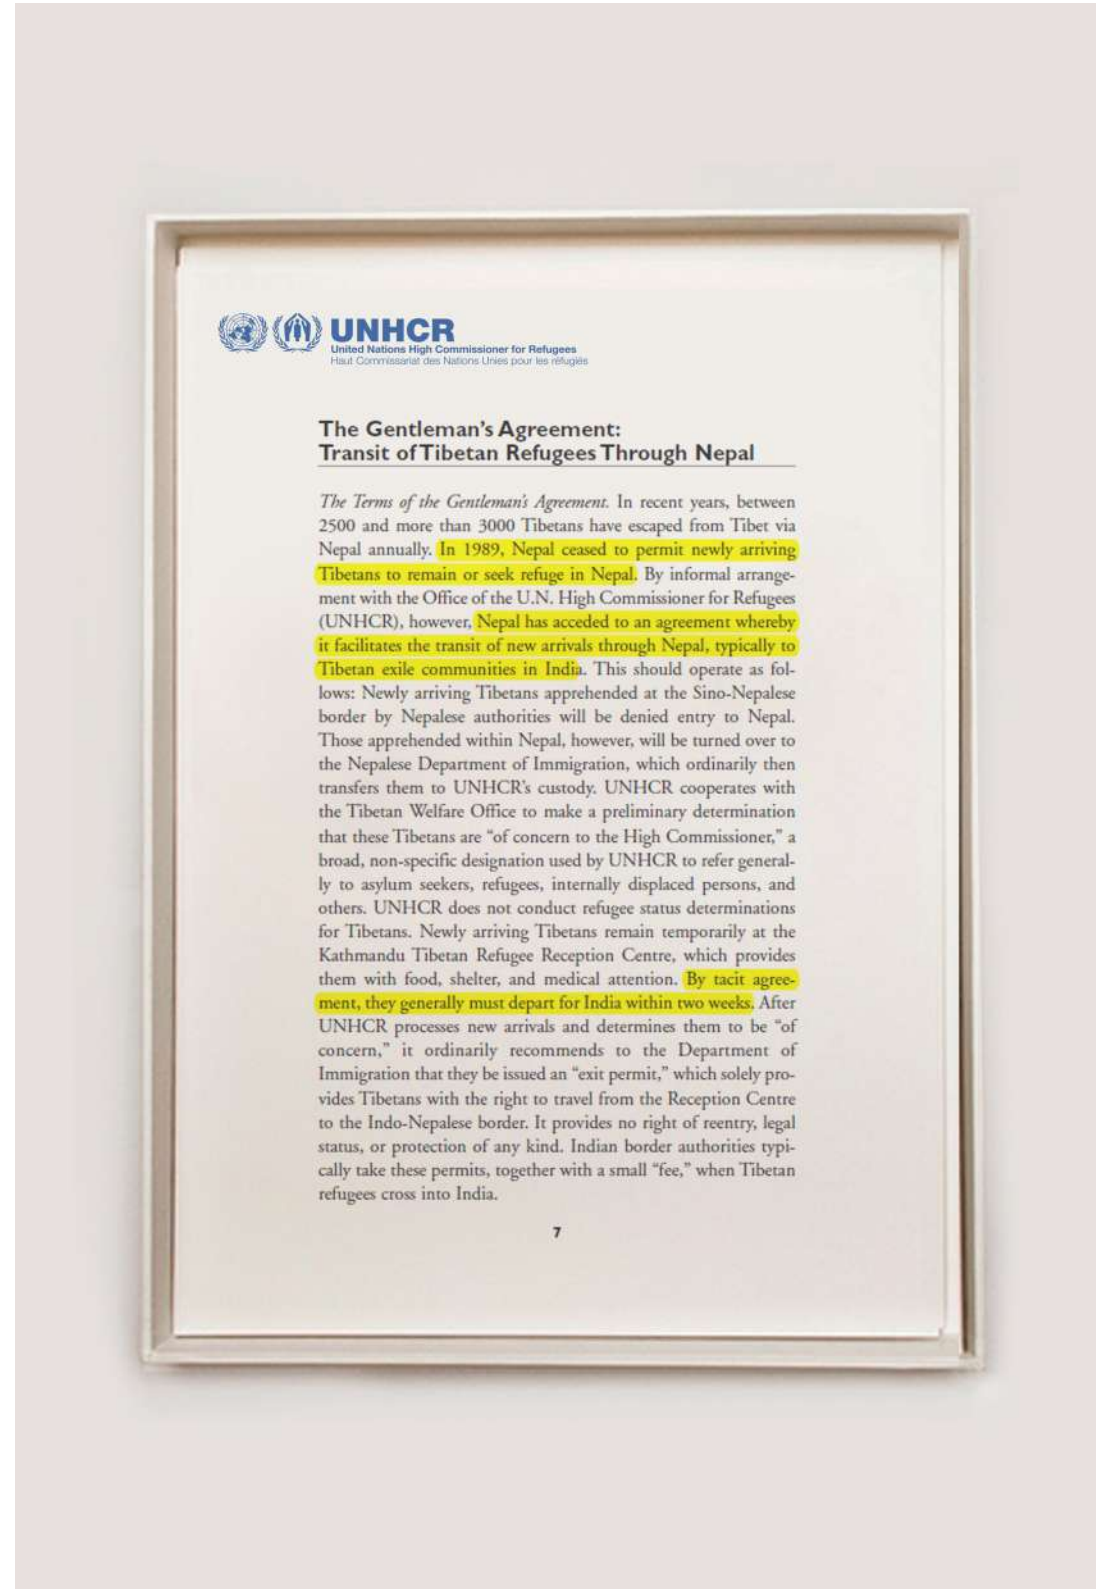 UNHCR
United Nations High Commissioner for Refugees
Haut Commissariat des Nations Unies pour les réfugiés
The Gentleman's Agreement:
Transit of Tibetan Refugees Through Nepal
The Terms of the Gentleman's Agreement. In recent years, between
2500 and more than 3000 Tibetans have escaped from Tibet via
Nepal annually. In 1989, Nepal ceased to permit newly arriving
Tibetans to remain or seek refuge in Nepal. By informal arrange-
ment with the Office of the U.N. High Commissioner for Refugees
(UNHCR), however, Nepal has acceded to an agreement whereby
it facilitates the transit of new arrivals through Nepal, typically to
Tibetan exile communities in India. This should operate as fol-
lows: Newly arriving Tibetans apprehended at the Sino-Nepalese
border by Nepalese authorities will be denied entry to Nepal.
Those apprehended within Nepal, however, will be turned over to
the Nepalese Department of Immigration, which ordinarily then
transfers them to UNHCR's custody. UNHCR cooperates with
the Tibetan Welfare Office to make a preliminary determination
that these Tibetans are "of concern to the High Commissioner," a
broad, non-specific designation used by UNHCR to refer general-
ly to asylum seekers, refugees, internally displaced persons, and
others. UNHCR does not conduct refugee status determinations
for Tibetans. Newly arriving Tibetans remain temporarily at the
Kathmandu Tibetan Refugee Reception Centre, which provides
them with food, shelter, and medical attention. By tacit agree-
ment, they generally must depart for India within two weeks. After
UNHCR processes new arrivals and determines them to be "of
concern," it ordinarily recommends to the Department of
Immigration that they be issued an "exit permit," which solely pro-
vides Tibetans with the right to travel from the Reception Centre
to the Indo-Nepalese border. It provides no right of reentry, legal
status, or protection of any kind. Indian border authorities typi-
cally take these permits, together with a small "fee," when Tibetan
refugees cross into India.
7